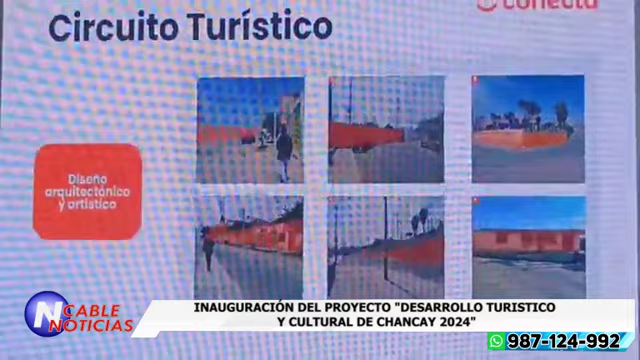 conecta
Circuito Turístico
Diseño
arquitectónico
y artístico
N CABLE
NOTICIAS
INAUGURACIÓN DEL PROYECTO "DESARROLLO TURISTICO
Y CULTURAL DE CHANCAY 2024"
987-124-992